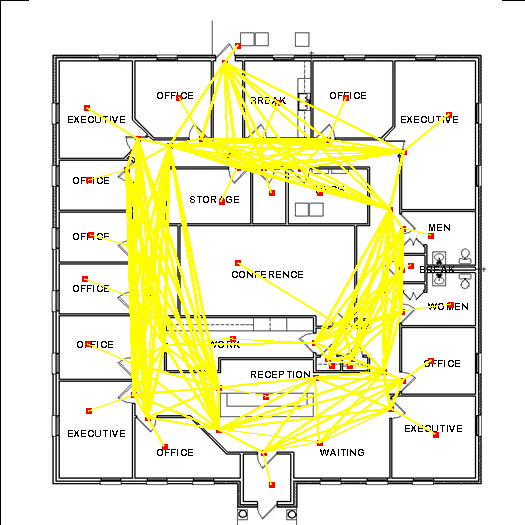 OFFICE
BREAK
OFFICE
EXECUTIVE
EXECUTIVE
OFFICE
STORAGE
OFFICE
MEN
CONFERENCE
BREAK
OFFICE
WOMEN
OFFICE
WORK
OFFICE
RECEPTION
EXECUTIVE
EXECUTIVE
OFFICE
WAITING